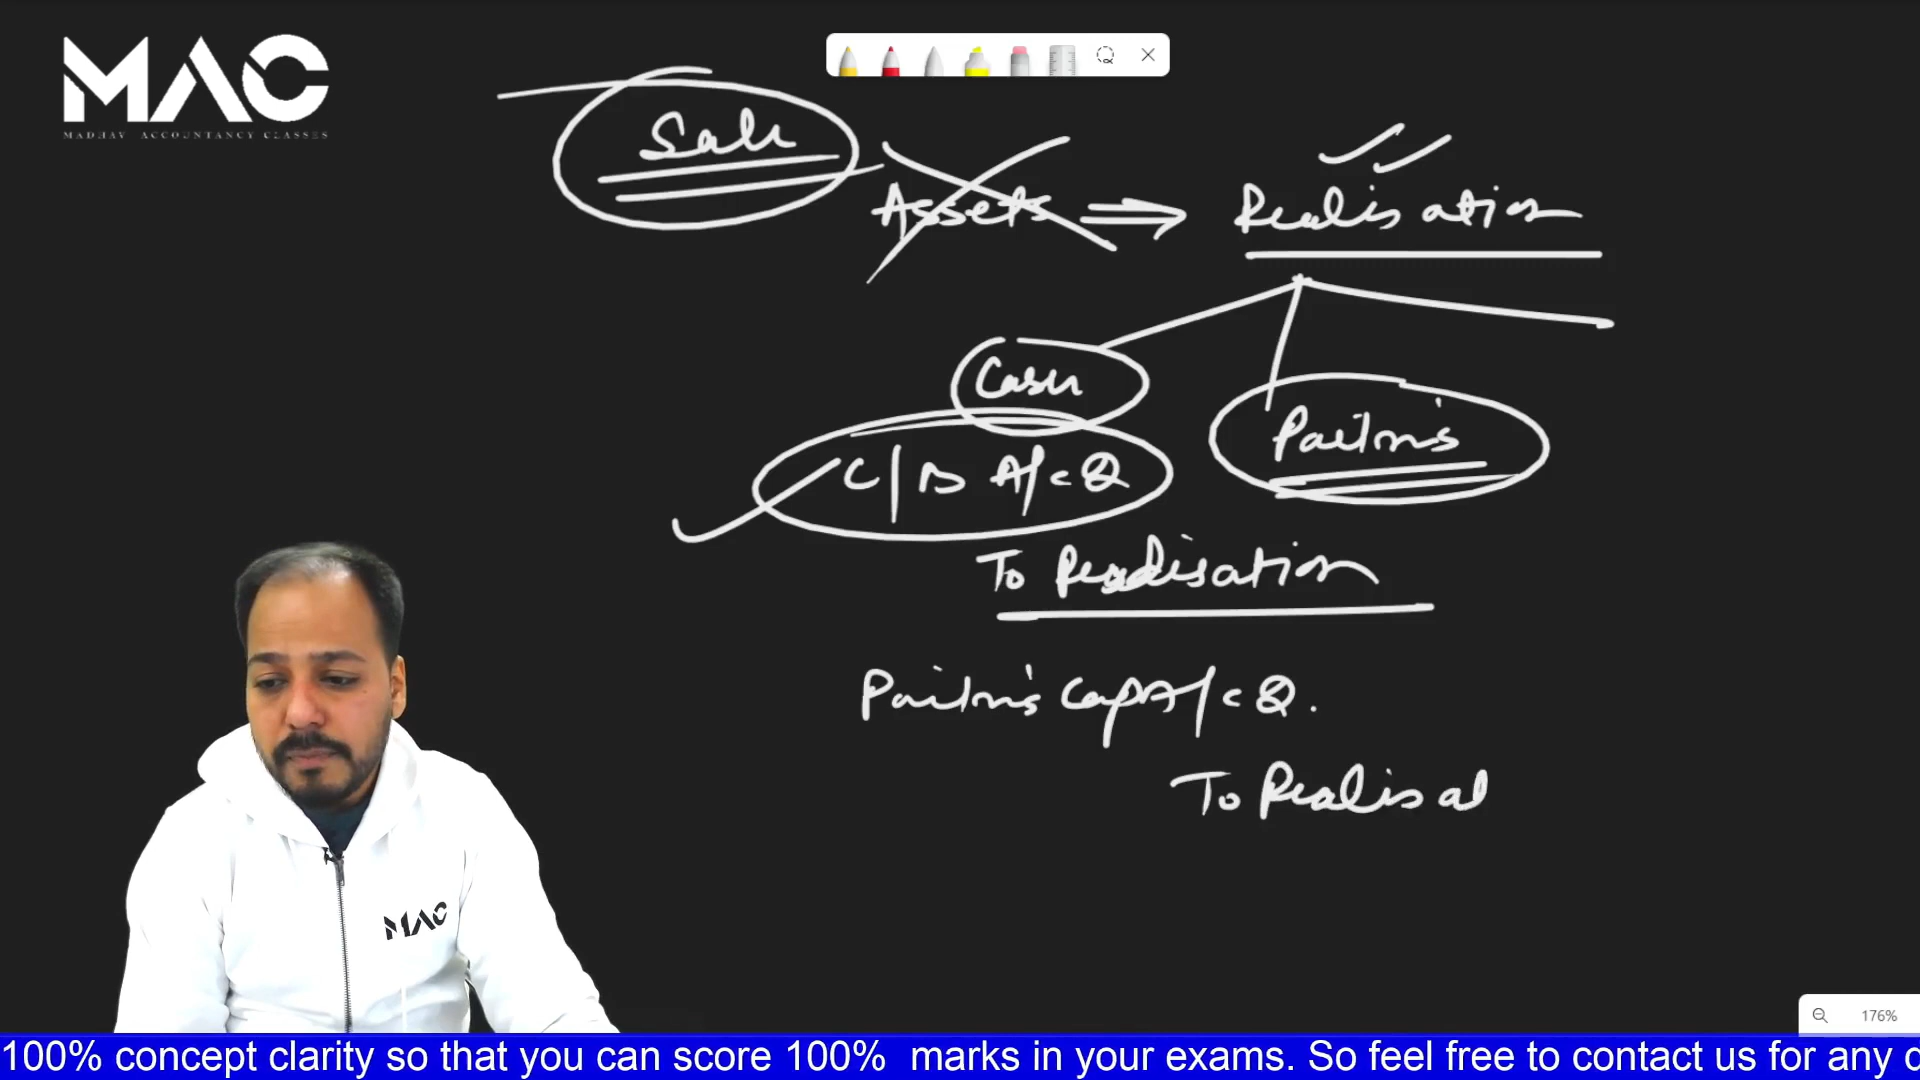 MAC
MADHAV ACCOUNTANCY CLASSES
Sale
Assets ⇒ Realisation
Cash
Partner's
C/B A/c Dr
To Realisation
Partner's Cap A/c Dr.
To Realisat
MAC
176%
100% concept clarity so that you can score 100% marks in your exams. So feel free to contact us for any